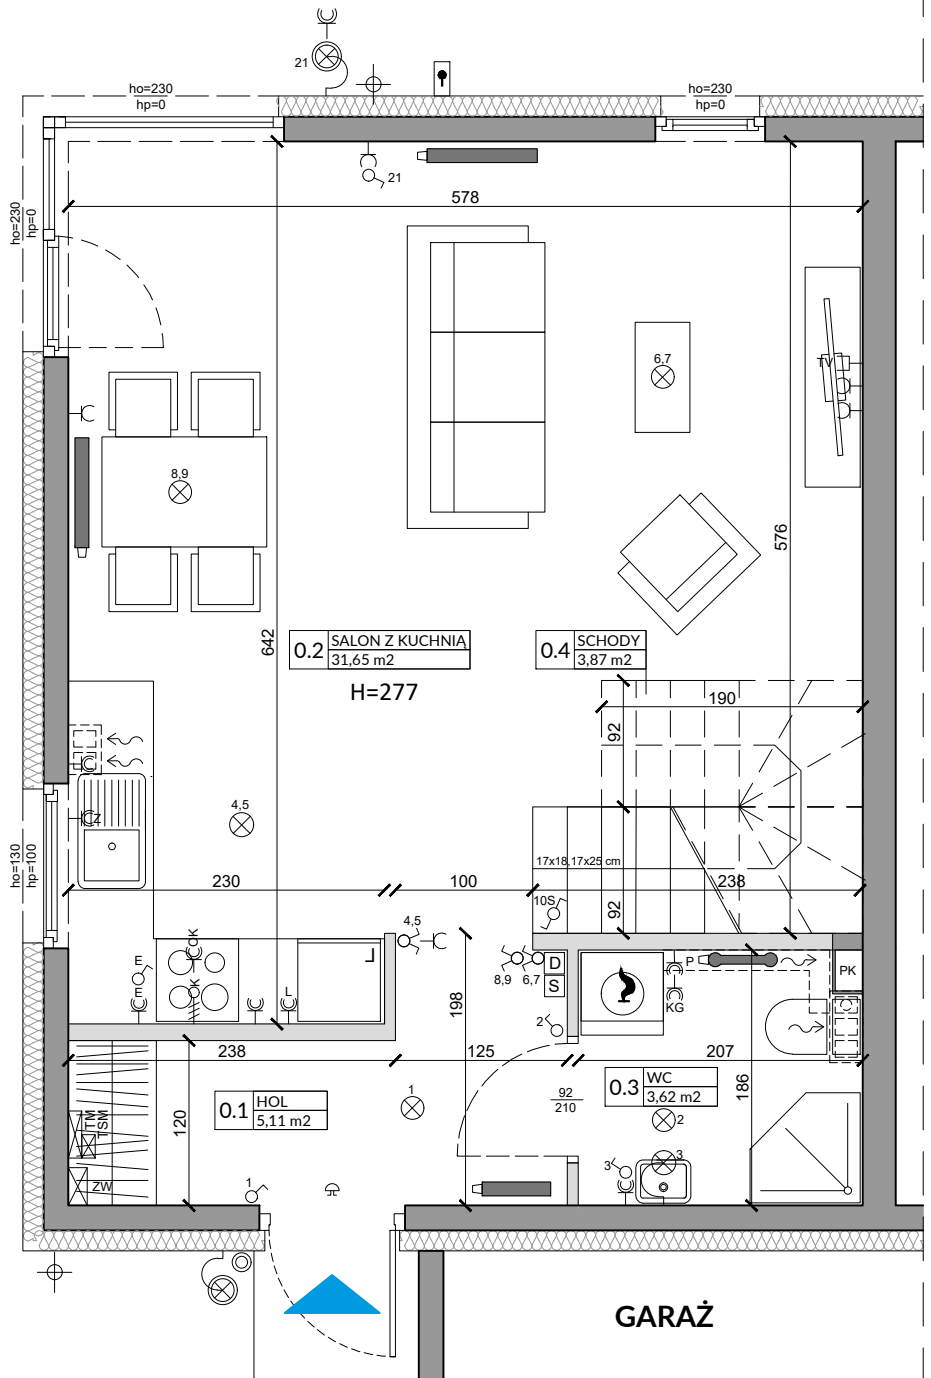 21
ho=230
hp=0
ho=230
hp=0
21
578
ho=230
hp=0
6,7
TV
8,9
576
642
0.2 SALON Z KUCHNIĄ
31,65 m2
0.4 SCHODY
3,87 m2
H=277
190
92
4,5
Z
17x18,17x25 cm
ho=130
hp=100
230
100
238
10S
92
4,5
OK
E
E
OK
L
8,9
6,7
D
S
P
PK
KG
198
2
238
125
207
0.1 HOL
5,11 m2
1
92
210
0.3 WC
3,62 m2
186
120
TM
TSM
2
3
3
ZW
1
GARAŻ